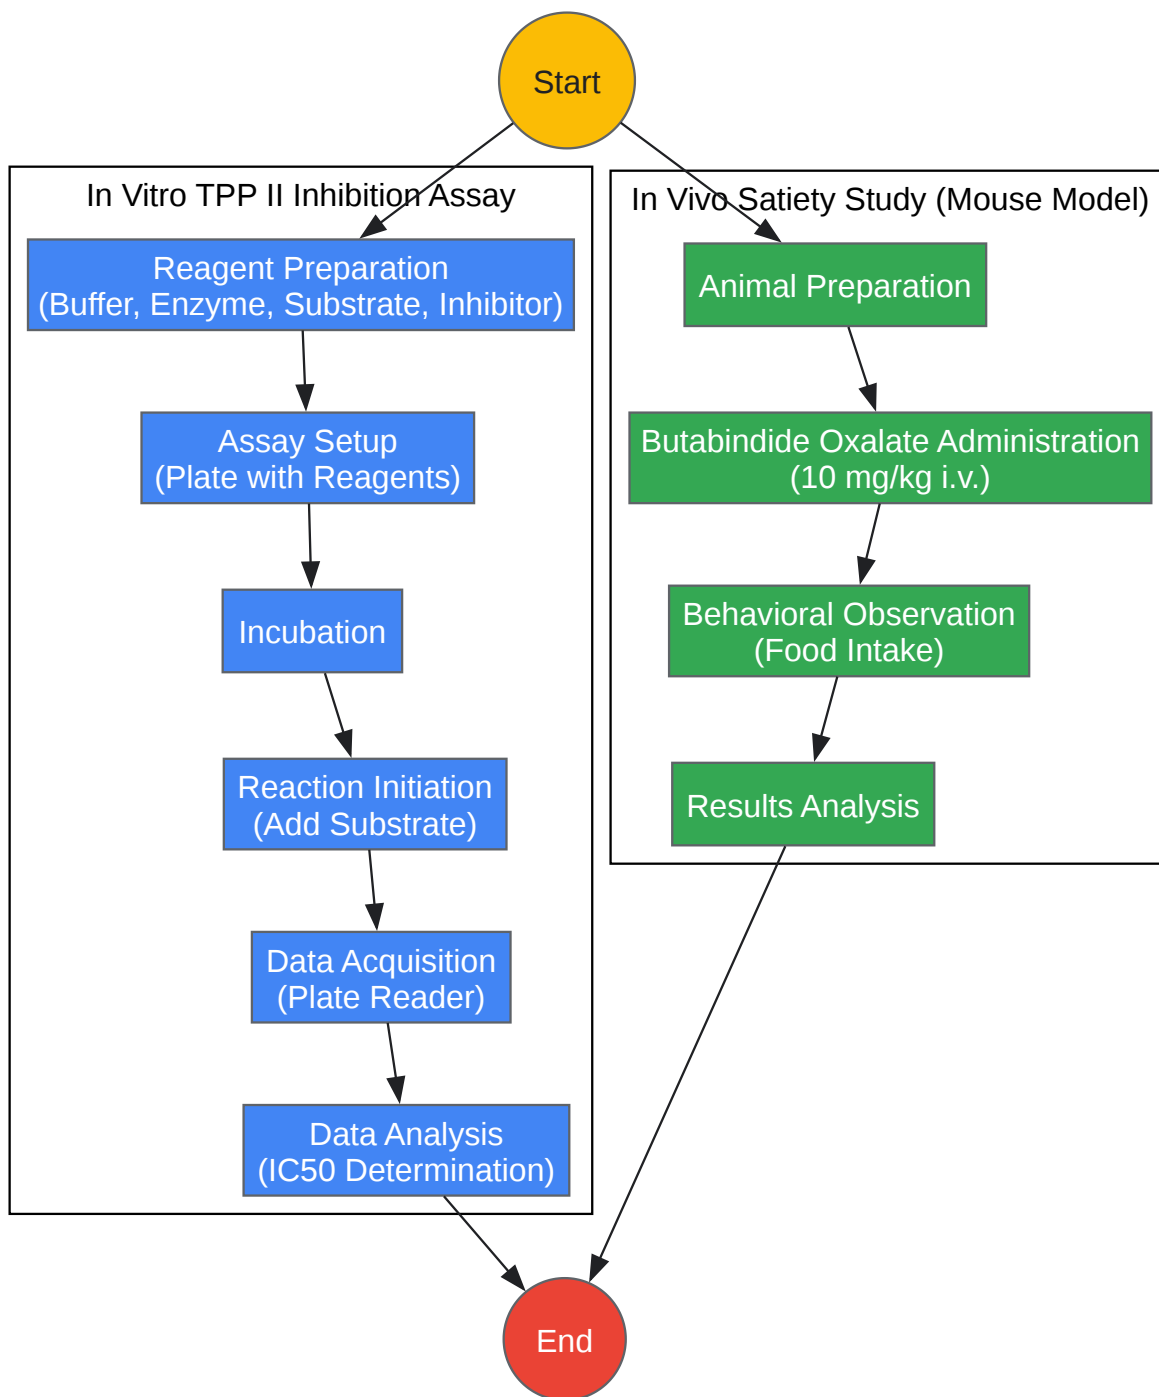 Start
In Vitro TPP II Inhibition Assay
Reagent Preparation
(Buffer, Enzyme, Substrate, Inhibitor)
Assay Setup
(Plate with Reagents)
Incubation
Reaction Initiation
(Add Substrate)
Data Acquisition
(Plate Reader)
Data Analysis
(IC50 Determination)
In Vivo Satiety Study (Mouse Model)
Animal Preparation
Butabindide Oxalate Administration
(10 mg/kg i.v.)
Behavioral Observation
(Food Intake)
Results Analysis
End